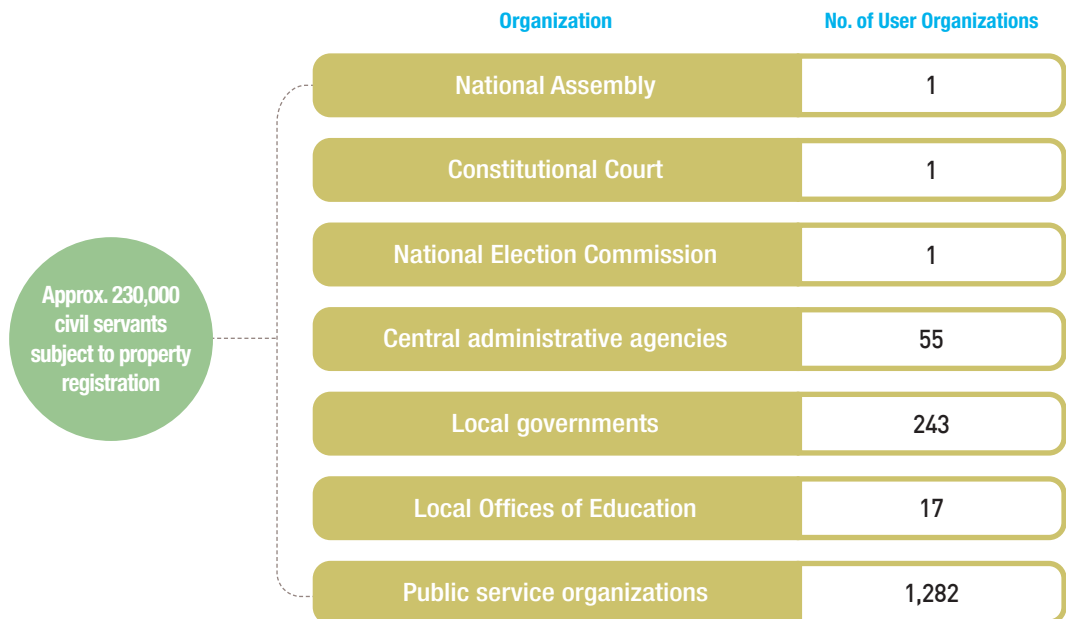 Organization No. of User Organizations
Approx. 230,000
civil servants
subject to property
registration
National Assembly 1
Constitutional Court 1
National Election Commission 1
Central administrative agencies 55
Local governments 243
Local Offices of Education 17
Public service organizations 1,282